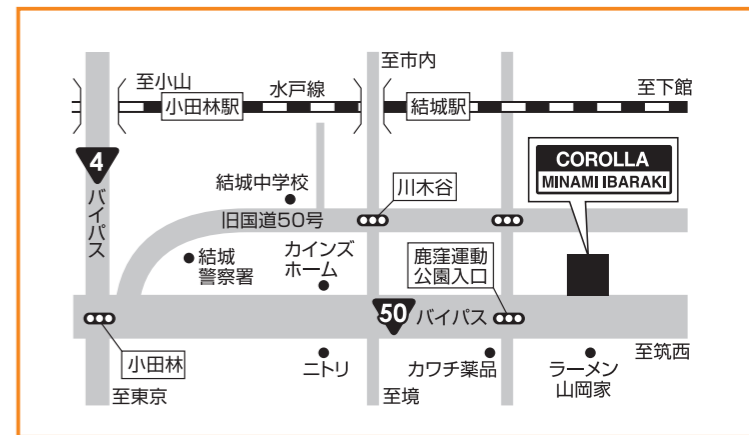 至市内
至小山
水戸線
至下館
小田林駅
結城駅
COROLLA
MINAMI IBARAKI
4
バイパス
結城中学校
川木谷
旧国道50号
結城
警察署
カインズ
ホーム
鹿窪運動
公園入口
50 バイパス
小田林
ニトリ
カワチ薬品
ラーメン
山岡家
至筑西
至東京
至境